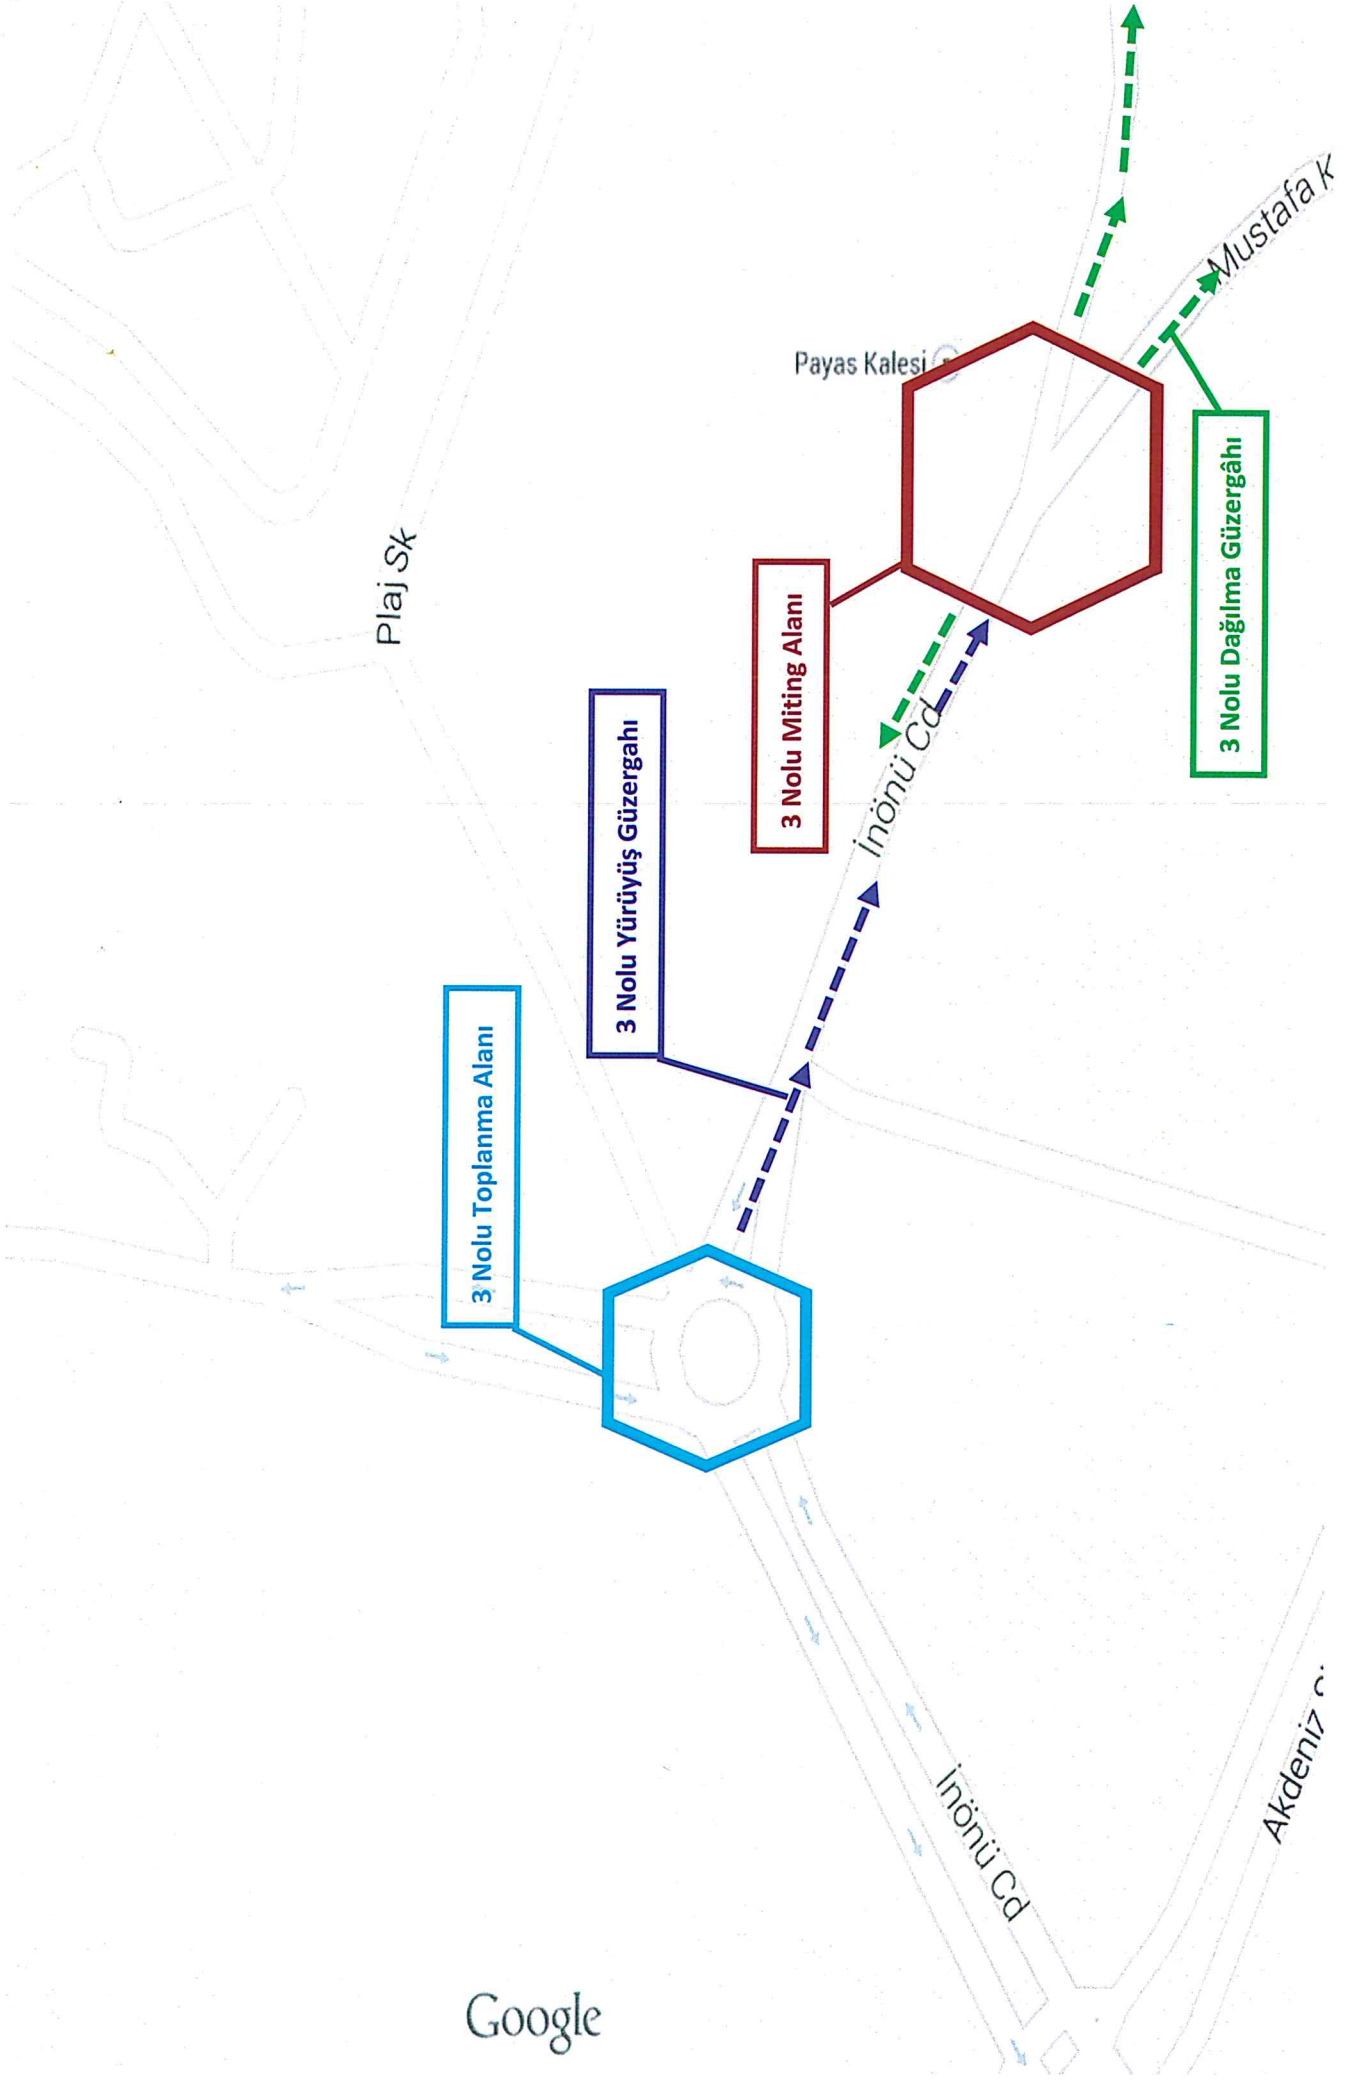 Plaj Sk
Payas Kalesi
Mustafa K
3 Nolu Miting Alanı
3 Nolu Dağılma Güzergâhı
3 Nolu Yürüyüş Güzergahı
İnönü Cd
3 Nolu Toplanma Alanı
İnönü Cd
Akdeniz
Google